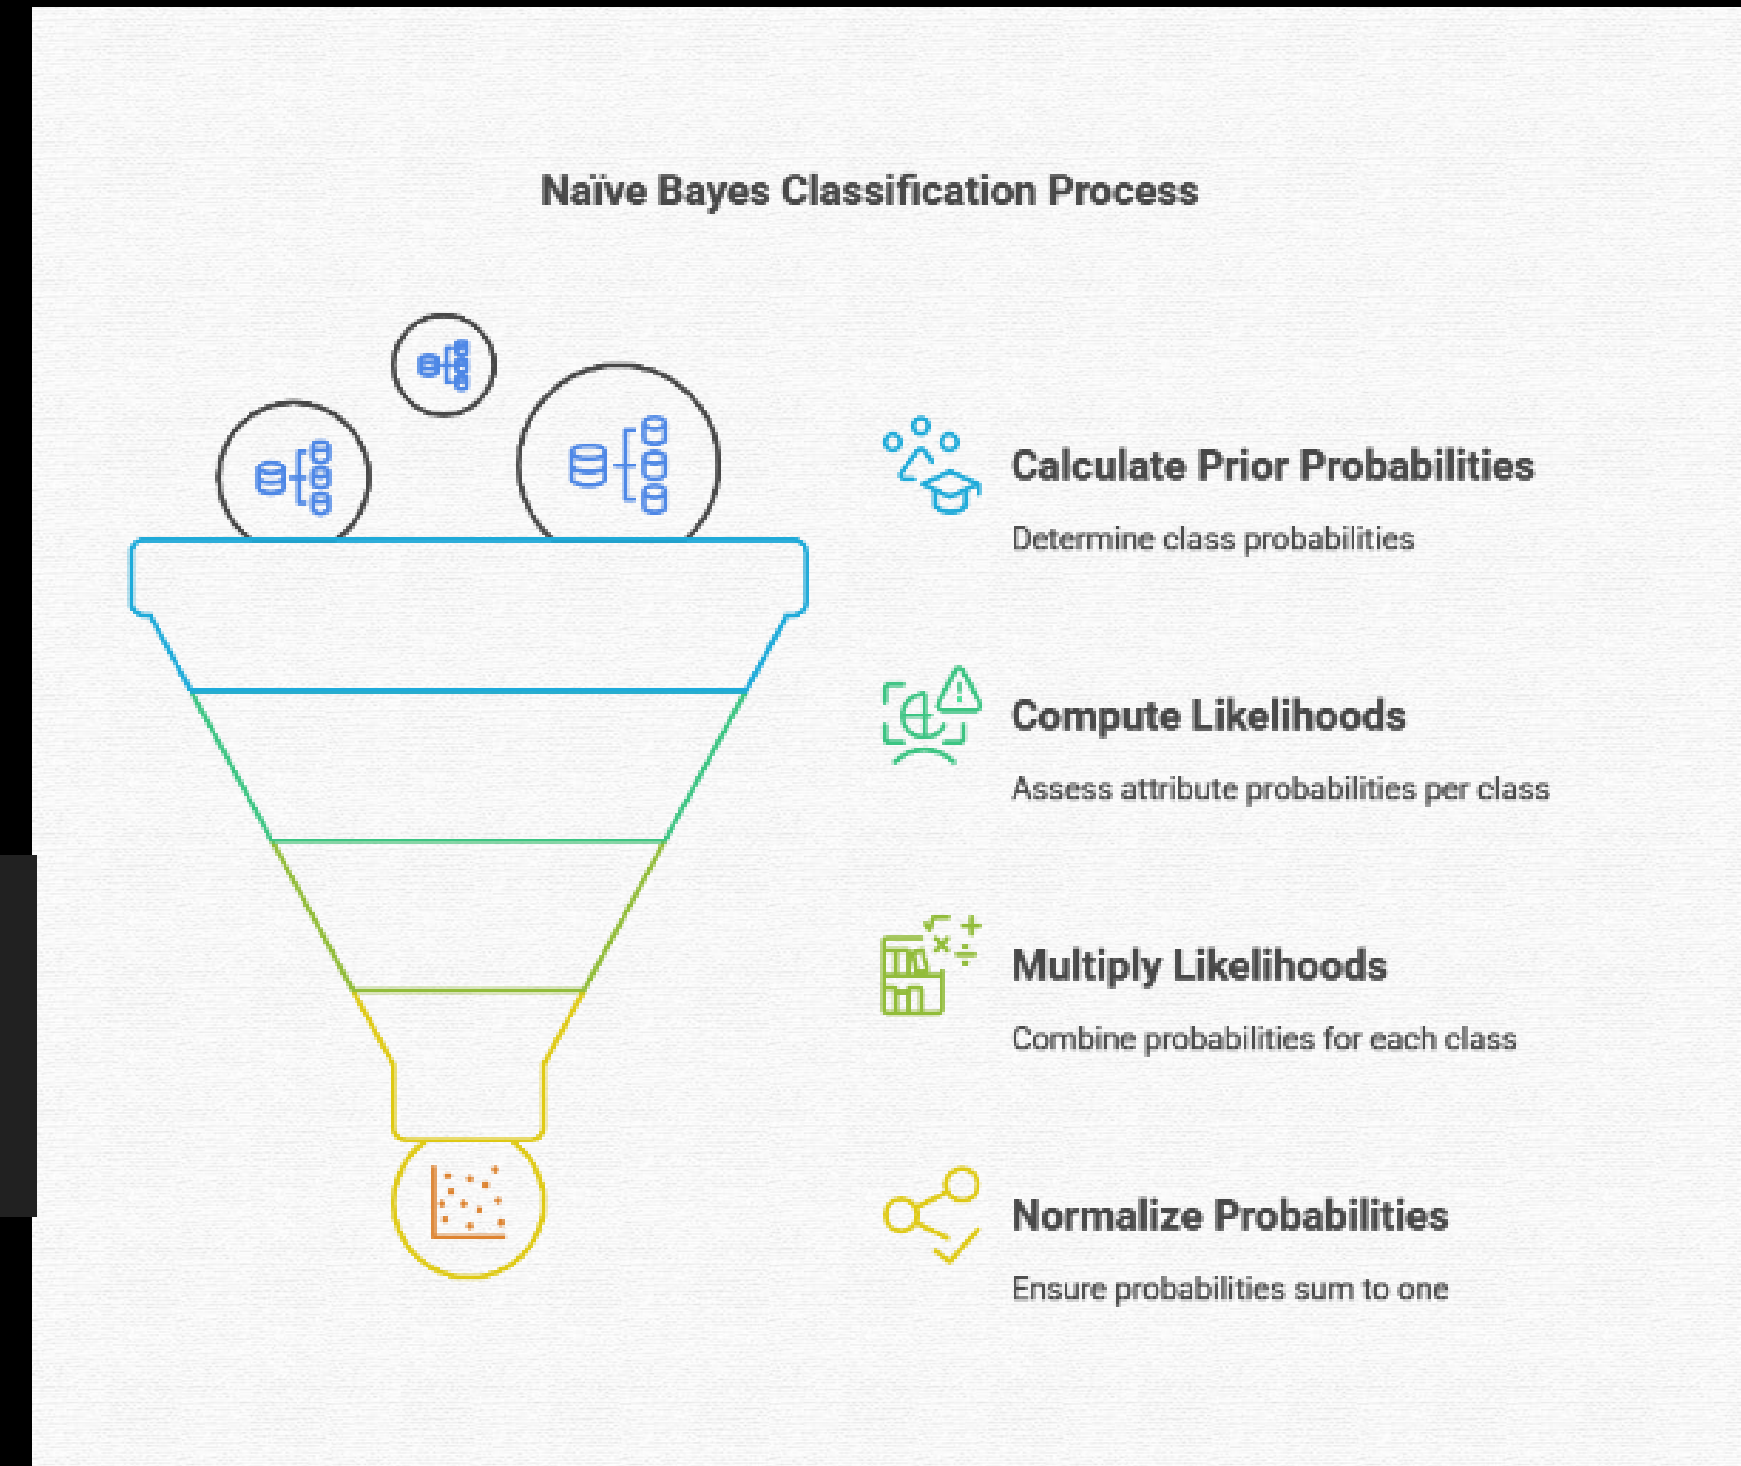 Naïve Bayes Classification Process
Calculate Prior Probabilities
Determine class probabilities
Compute Likelihoods
Assess attribute probabilities per class
Multiply Likelihoods
Combine probabilities for each class
Normalize Probabilities
Ensure probabilities sum to one